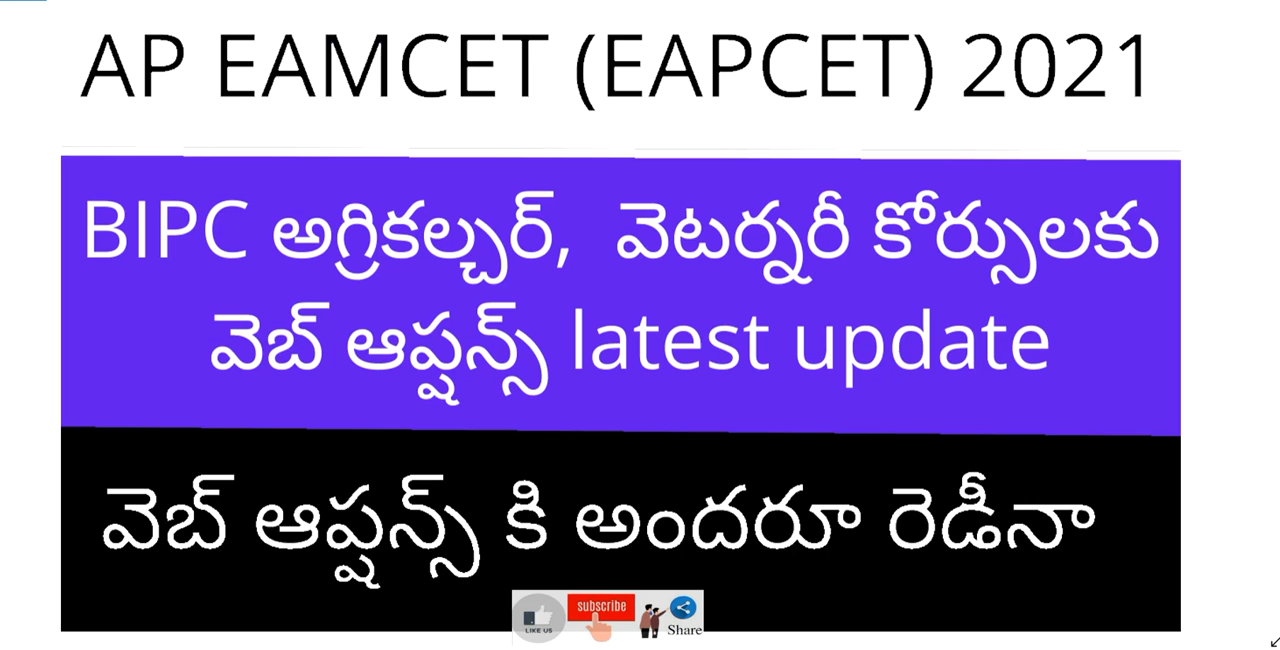 AP EAMCET (EAPCET) 2021
BIPC అగ్రికల్చర్, వెటర్నరీ కోర్సులకు
వెబ్ ఆప్షన్స్ latest update
వెబ్ ఆప్షన్స్ కి అందరూ రెడీనా
LIKE US
subscribe
Share